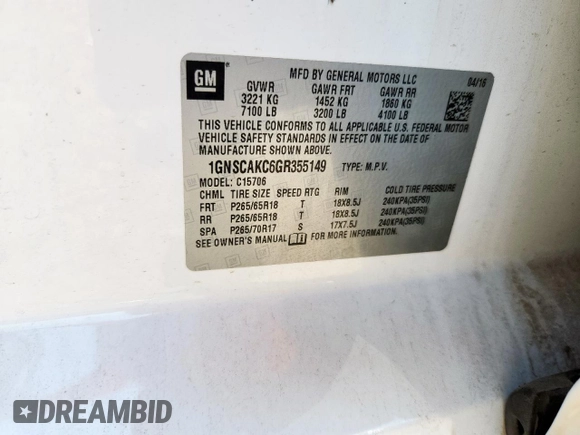 GM
MFD BY GENERAL MOTORS LLC 04/16
GVWR GAWR FRT GAWR RR
3221 KG 1452 KG 1860 KG
7100 LB 3200 LB 4100 LB
THIS VEHICLE CONFORMS TO ALL APPLICABLE U.S. FEDERAL MOTOR
VEHICLE SAFETY STANDARDS IN EFFECT ON THE DATE OF
MANUFACTURE SHOWN ABOVE.
1GNSCAKC6GR355149 TYPE: M.P.V.
MODEL: C15706
CHML TIRE SIZE SPEED RTG RIM COLD TIRE PRESSURE
FRT P265/65R18 T 18X8.5J 240KPA(35PSI)
RR P265/65R18 T 18X8.5J 240KPA(35PSI)
SPA P265/70R17 S 17X7.5J 240KPA(35PSI)
SEE OWNER'S MANUAL FOR MORE INFORMATION.
DREAMBID